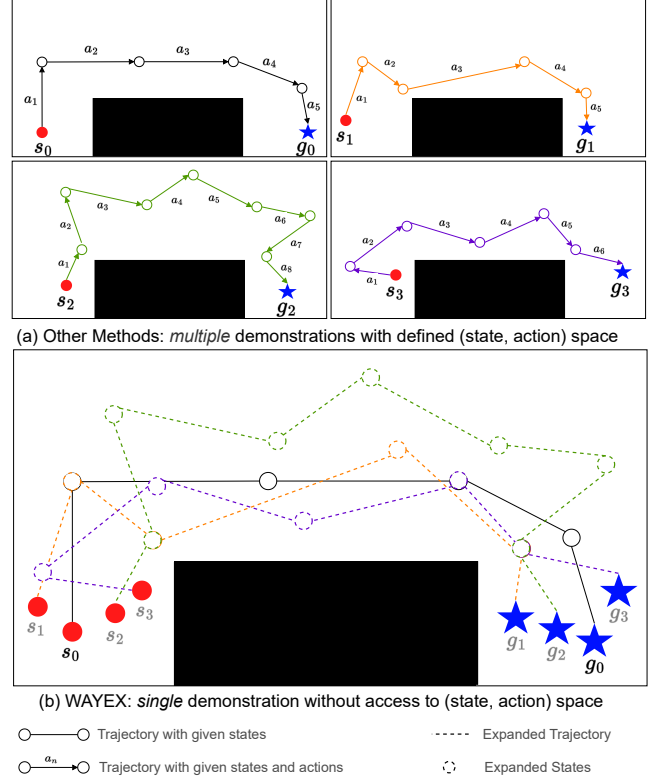 a₂ a₃ a₄
a₁ a₅
s₀ g₀
a₂ a₃ a₄
a₁ a₅
s₁ g₁
a₃ a₄ a₅ a₆
a₂ a₇
a₁ a₈
s₂ g₂
a₃ a₄ a₅
a₂ a₆
a₁
s₃ g₃
(a) Other Methods: multiple demonstrations with defined (state, action) space
s₁ s₀ s₂ s₃ g₁ g₂ g₀ g₃
(b) WAYEX: single demonstration without access to (state, action) space
Trajectory with given states
Expanded Trajectory
aₙ
Trajectory with given states and actions
Expanded States